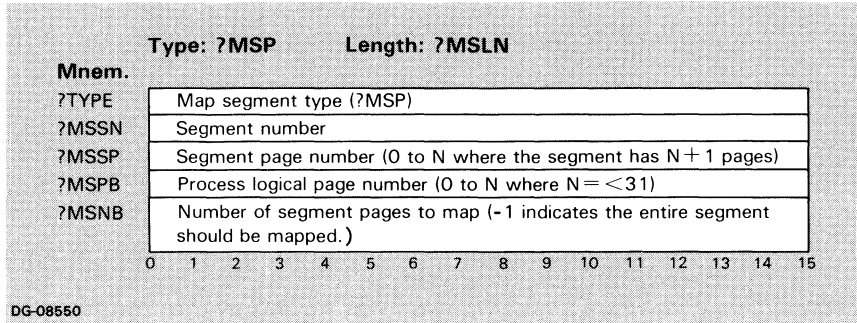 Type: ?MSP Length: ?MSLN
Mnem.
?TYPE Map segment type (?MSP)
?MSSN Segment number
?MSSP Segment page number (0 to N where the segment has N+1 pages)
?MSPB Process logical page number (0 to N where N=<31)
?MSNB Number of segment pages to map (-1 indicates the entire segment
should be mapped.)
0 1 2 3 4 5 6 7 8 9 10 11 12 13 14 15
DG-08550